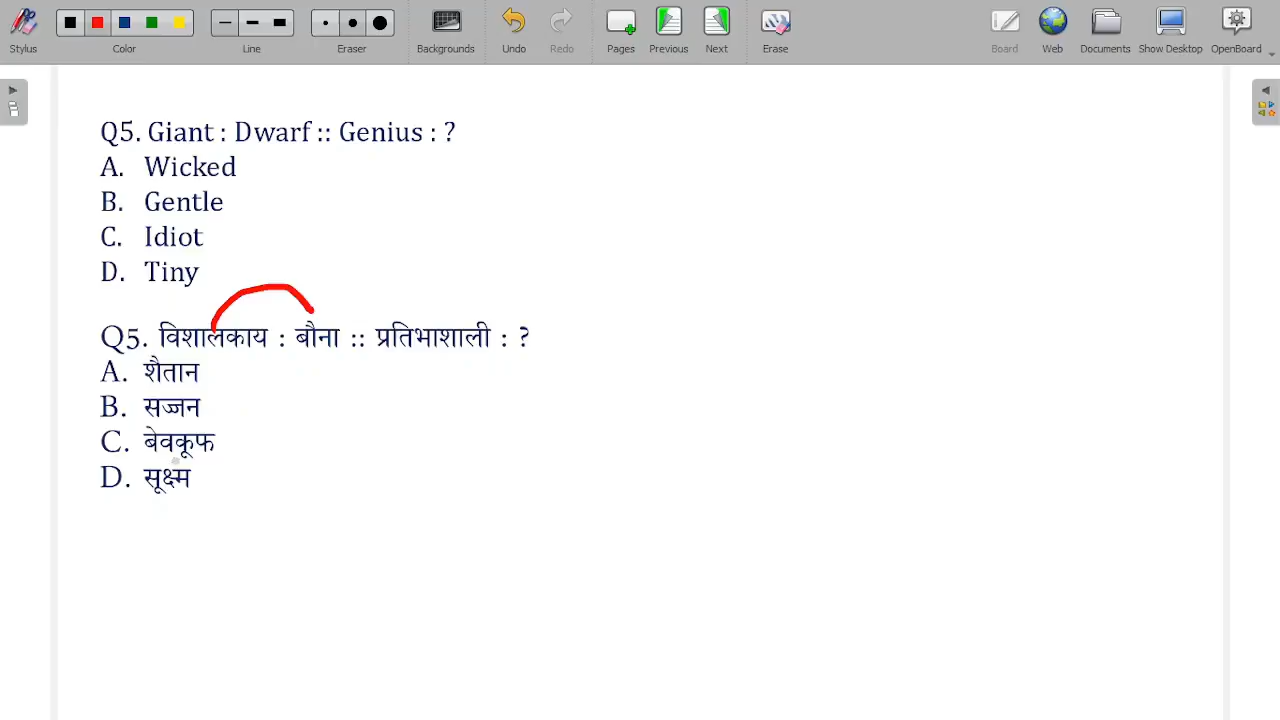 Stylus Color Line Eraser Backgrounds Undo Redo Pages Previous Next Erase Board Web Documents Show Desktop OpenBoard
Q5. Giant : Dwarf :: Genius : ?
A. Wicked
B. Gentle
C. Idiot
D. Tiny
Q5. विशालकाय : बौना :: प्रतिभाशाली : ?
A. शैतान
B. सज्जन
C. बेवकूफ
D. सूक्ष्म